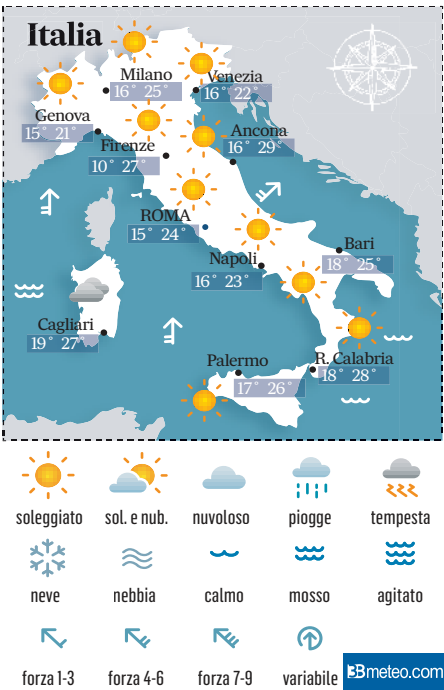 Italia
Milano
16° 25°
Venezia
16° 22°
Genova
15° 21°
Firenze
10° 27°
Ancona
16° 29°
ROMA
15° 24°
Napoli
16° 23°
Bari
18° 25°
Cagliari
19° 27°
Palermo
17° 26°
R. Calabria
18° 28°
soleggiato sol. e nub. nuvoloso piogge tempesta
neve nebbia calmo mosso agitato
forza 1-3 forza 4-6 forza 7-9 variabile
3Bmeteo.com